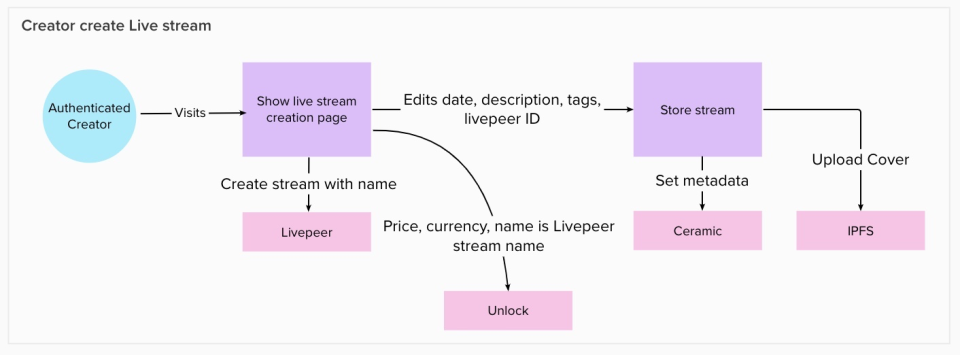 Creator create Live stream
Authenticated
Creator
Visits
Show live stream
creation page
Edits date, description, tags,
livepeer ID
Store stream
Upload Cover
Create stream with name
Set metadata
Livepeer
Price, currency, name is Livepeer
stream name
Ceramic
IPFS
Unlock